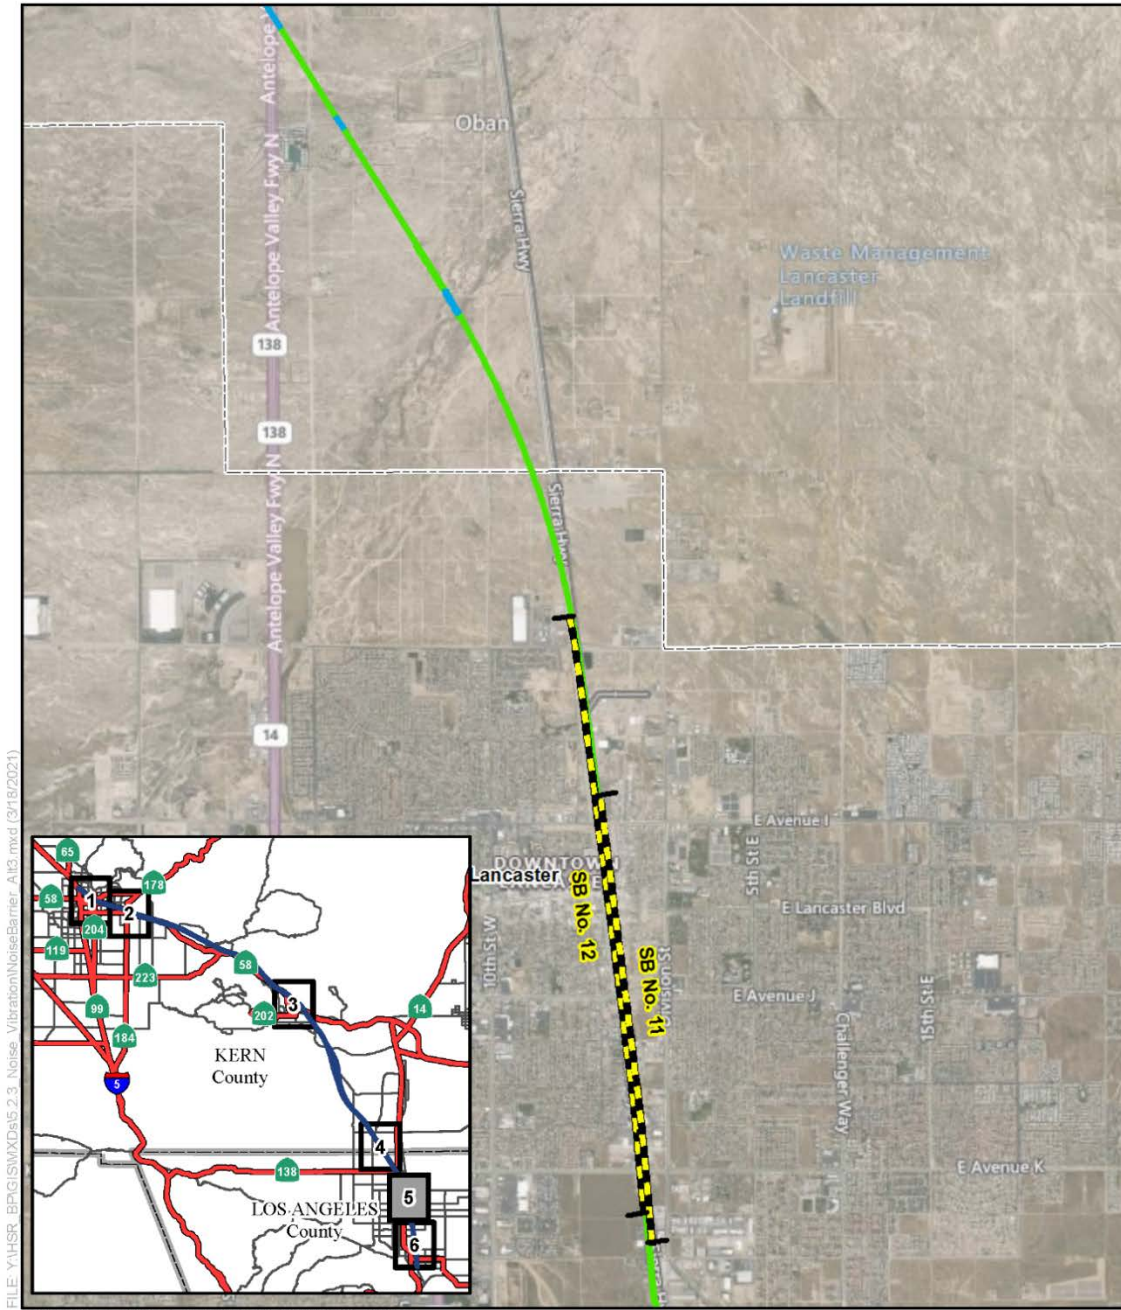 Antelope Valley Fwy N
Antelope
Oban
Sierra Hwy
Waste Management
Lancaster
Landfill
138
138
Antelope Valley Fwy N
Sierra Hwy
14
E Avenue I
5th St E
DOWNTOWN
Lancaster
SB No. 12
E Lancaster Blvd
10th St W
SB No. 11
Division St
E Avenue J
Challenger Way
15th St E
E Avenue K
65
58
1
2
178
204
119
223
58
3
202
14
99
184
KERN
County
5
4
138
5
LOS ANGELES
County
6
FILE: Y:\HSR_BP\GIS\MXDs\5.2.3_Noise_Vibration\NoiseBarrier_Alt3.mxd (3/18/2021)